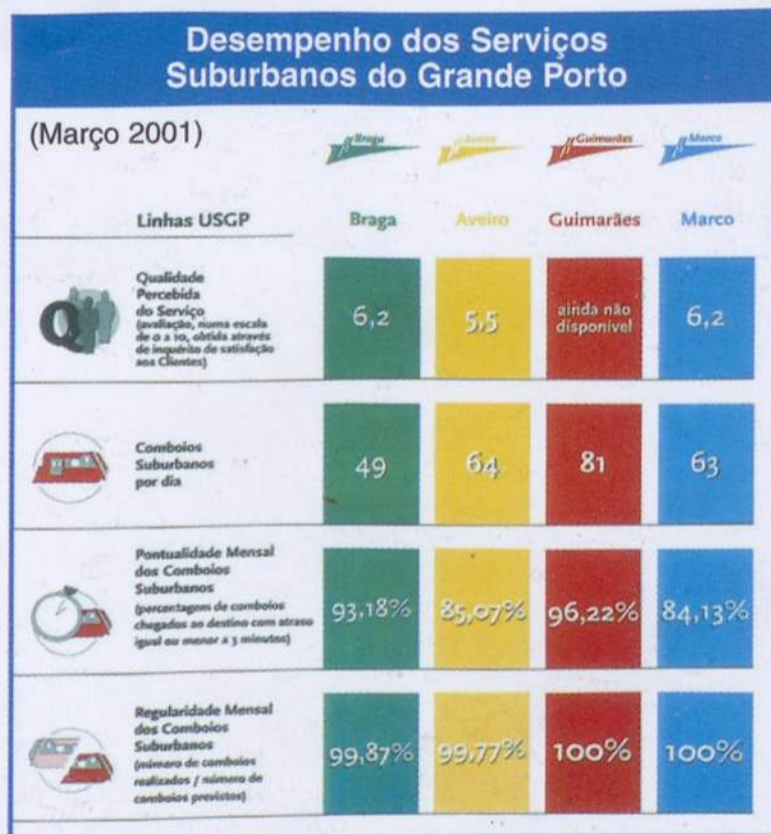 Desempenho dos Serviços
Suburbanos do Grande Porto
(Março 2001)
Braga
Aveiro
Guimarães
Marco
Linhas USGP
Braga
Aveiro
Guimarães
Marco
Qualidade
Percebida
do Serviço
(avaliação, numa escala
de 0 a 10, obtida através
de inquérito de satisfação
aos Clientes)
6,2
5,5
ainda não
disponível
6,2
Comboios
Suburbanos
por dia
49
64
81
63
Pontualidade Mensal
dos Comboios
Suburbanos
(percentagem de comboios
chegados ao destino com atraso
igual ou menor a 3 minutos)
93,18%
85,07%
96,22%
84,13%
Regularidade Mensal
dos Comboios
Suburbanos
(número de comboios
realizados / número de
comboios previstos)
99,87%
99,77%
100%
100%